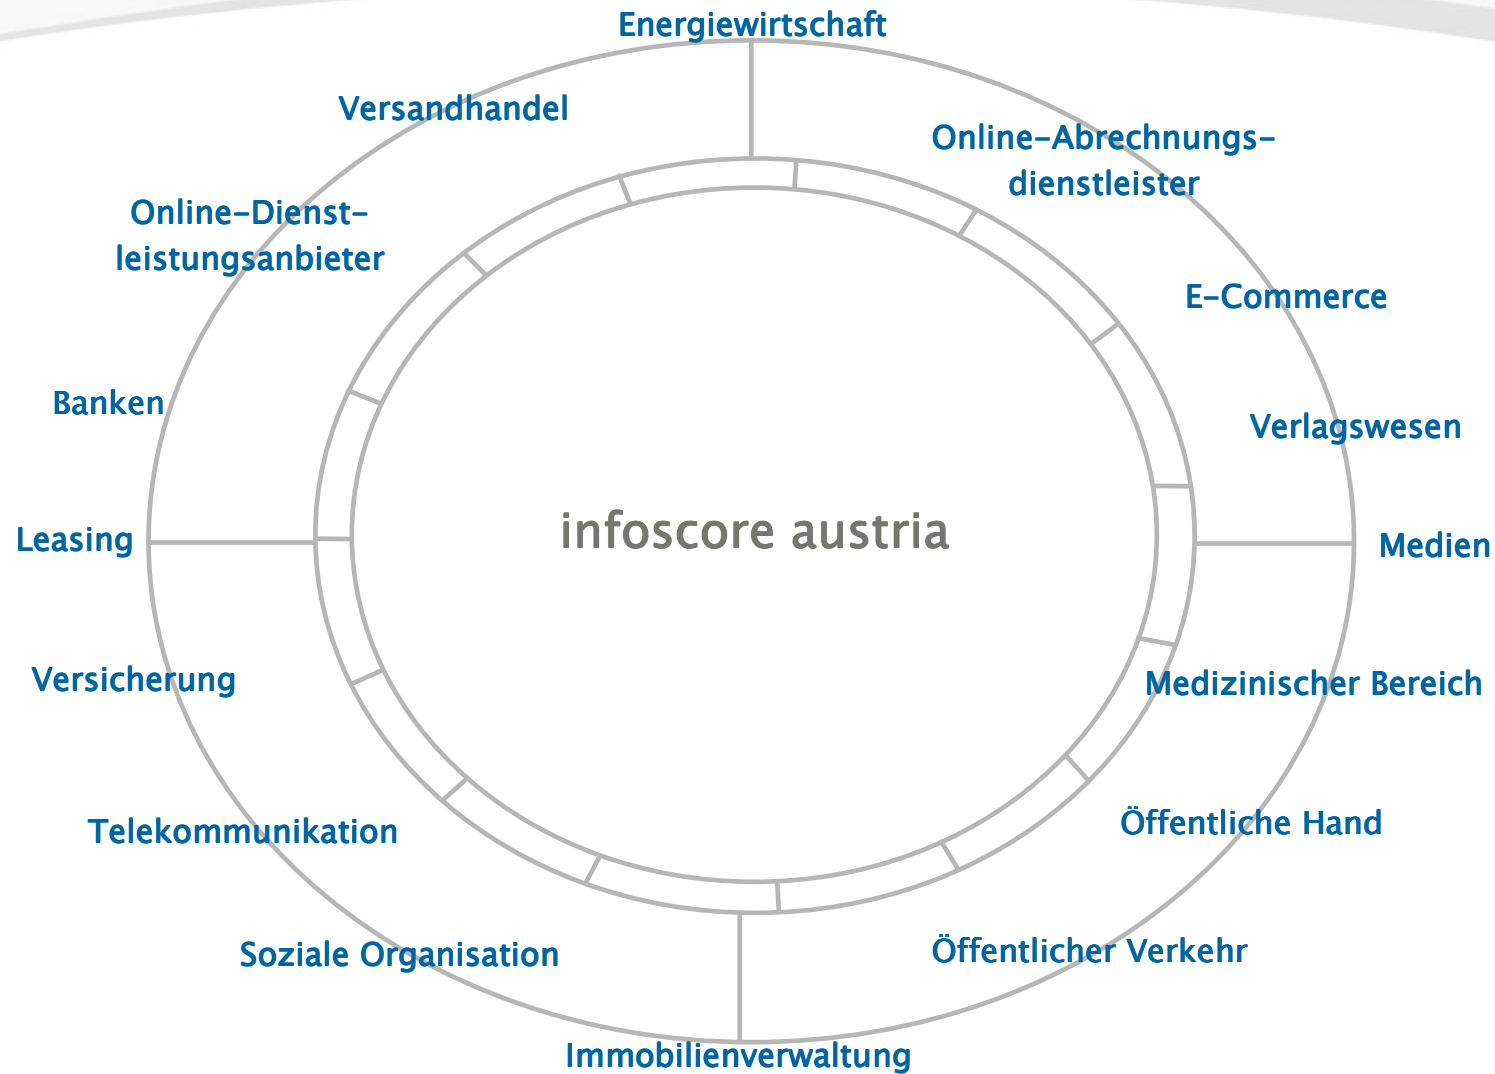 Energiewirtschaft
Versandhandel
Online-Abrechnungs-
dienstleister
Online-Dienst-
leistungsanbieter
E-Commerce
Banken
Verlagswesen
infoscore austria
Leasing
Medien
Versicherung
Medizinischer Bereich
Telekommunikation
Öffentliche Hand
Soziale Organisation
Öffentlicher Verkehr
Immobilienverwaltung